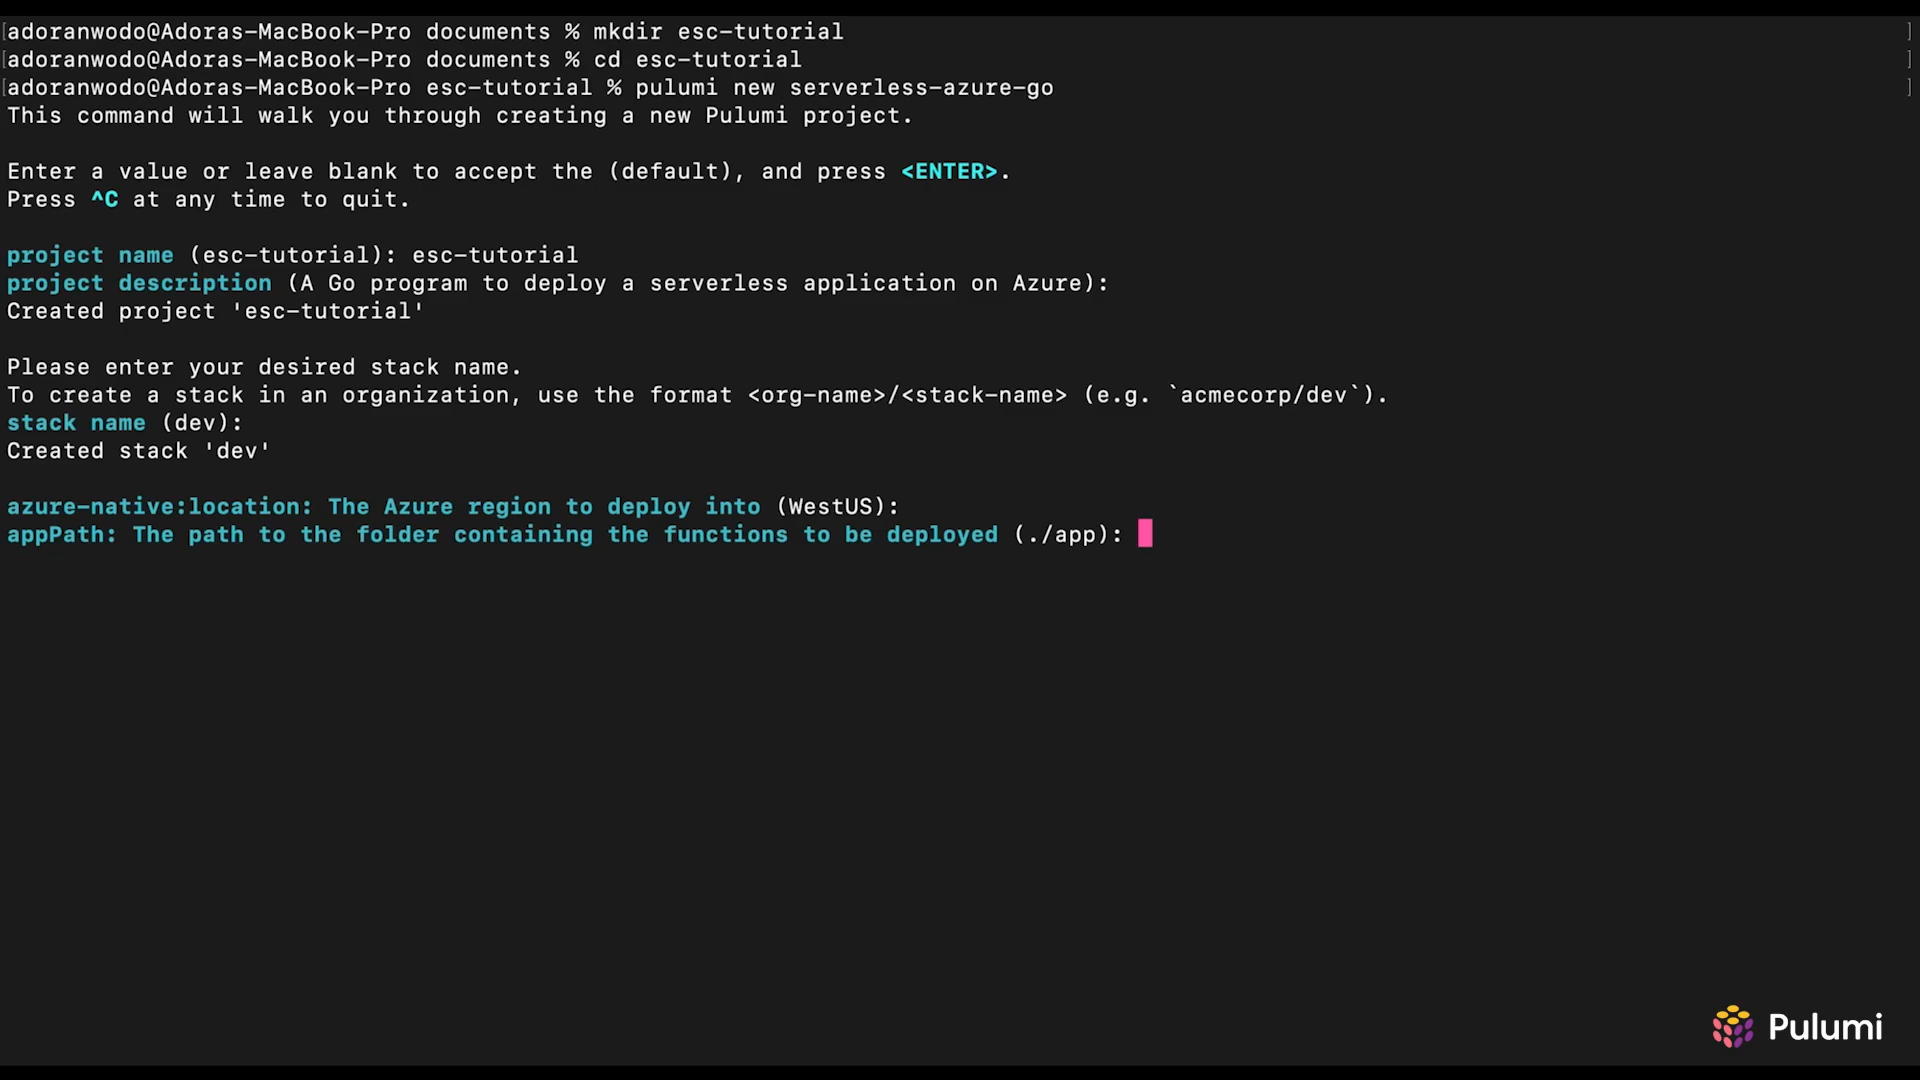 [adoranwodo@Adoras-MacBook-Pro documents % mkdir esc-tutorial ]
[adoranwodo@Adoras-MacBook-Pro documents % cd esc-tutorial ]
[adoranwodo@Adoras-MacBook-Pro esc-tutorial % pulumi new serverless-azure-go ]
This command will walk you through creating a new Pulumi project.
Enter a value or leave blank to accept the (default), and press <ENTER>.
Press ^C at any time to quit.
project name (esc-tutorial): esc-tutorial
project description (A Go program to deploy a serverless application on Azure):
Created project 'esc-tutorial'
Please enter your desired stack name.
To create a stack in an organization, use the format <org-name>/<stack-name> (e.g. `acmecorp/dev`).
stack name (dev):
Created stack 'dev'
azure-native:location: The Azure region to deploy into (WestUS):
appPath: The path to the folder containing the functions to be deployed (./app):
Pulumi